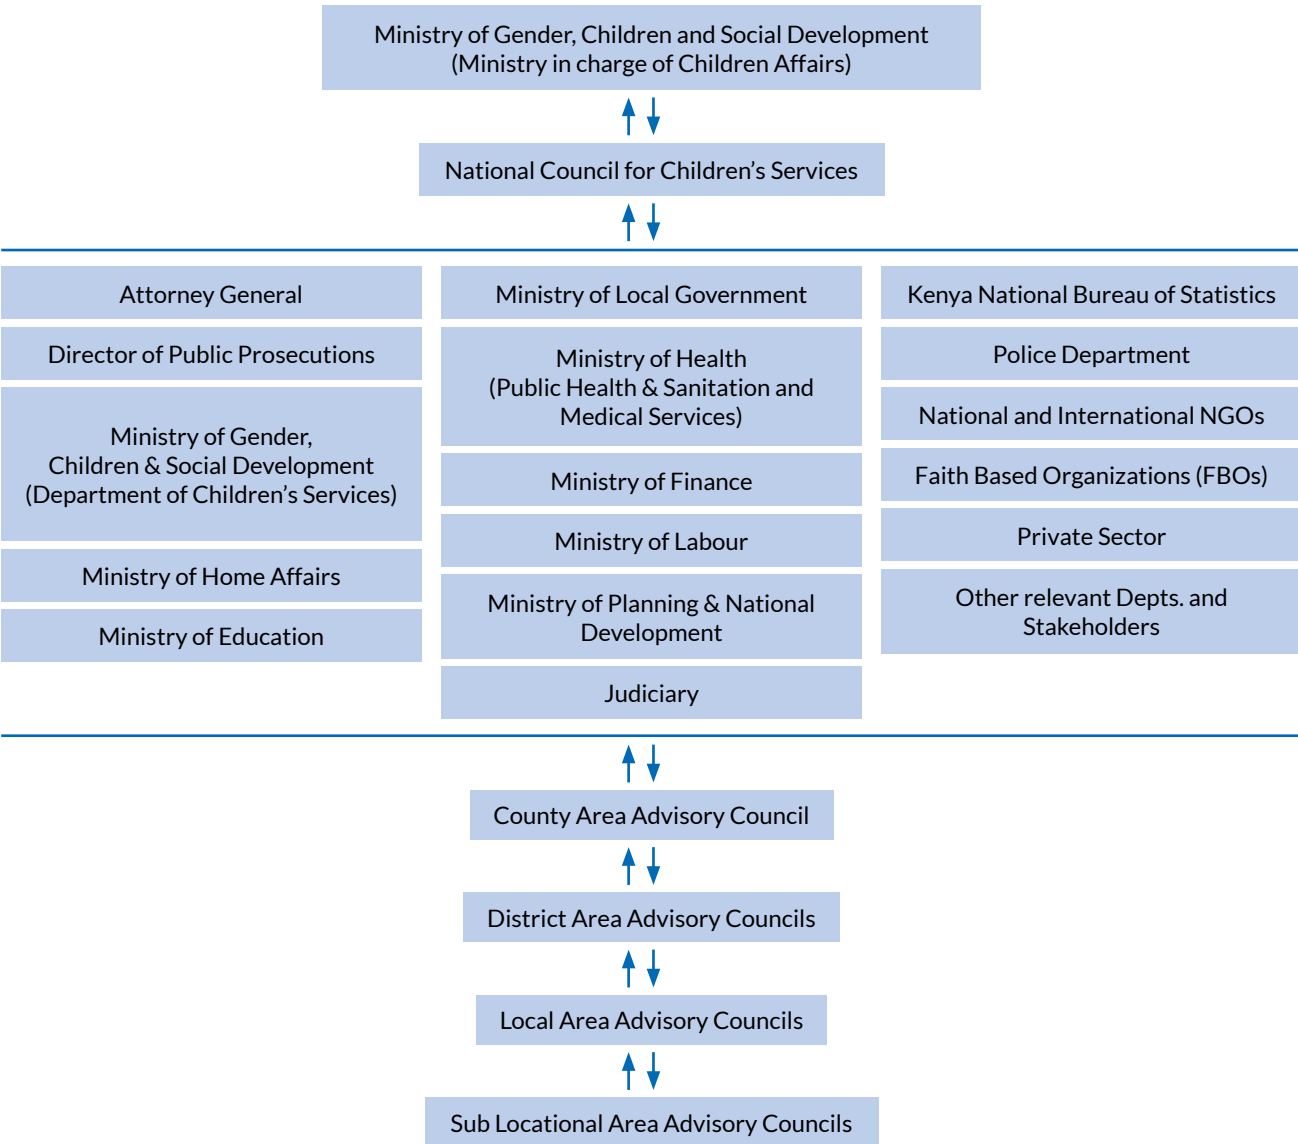 Ministry of Gender, Children and Social Development
(Ministry in charge of Children Affairs)
National Council for Children’s Services
Attorney General
Director of Public Prosecutions
Ministry of Gender,
Children & Social Development
(Department of Children’s Services)
Ministry of Home Affairs
Ministry of Education
Ministry of Local Government
Ministry of Health
(Public Health & Sanitation and
Medical Services)
Ministry of Finance
Ministry of Labour
Ministry of Planning & National
Development
Judiciary
Kenya National Bureau of Statistics
Police Department
National and International NGOs
Faith Based Organizations (FBOs)
Private Sector
Other relevant Depts. and
Stakeholders
County Area Advisory Council
District Area Advisory Councils
Local Area Advisory Councils
Sub Locational Area Advisory Councils